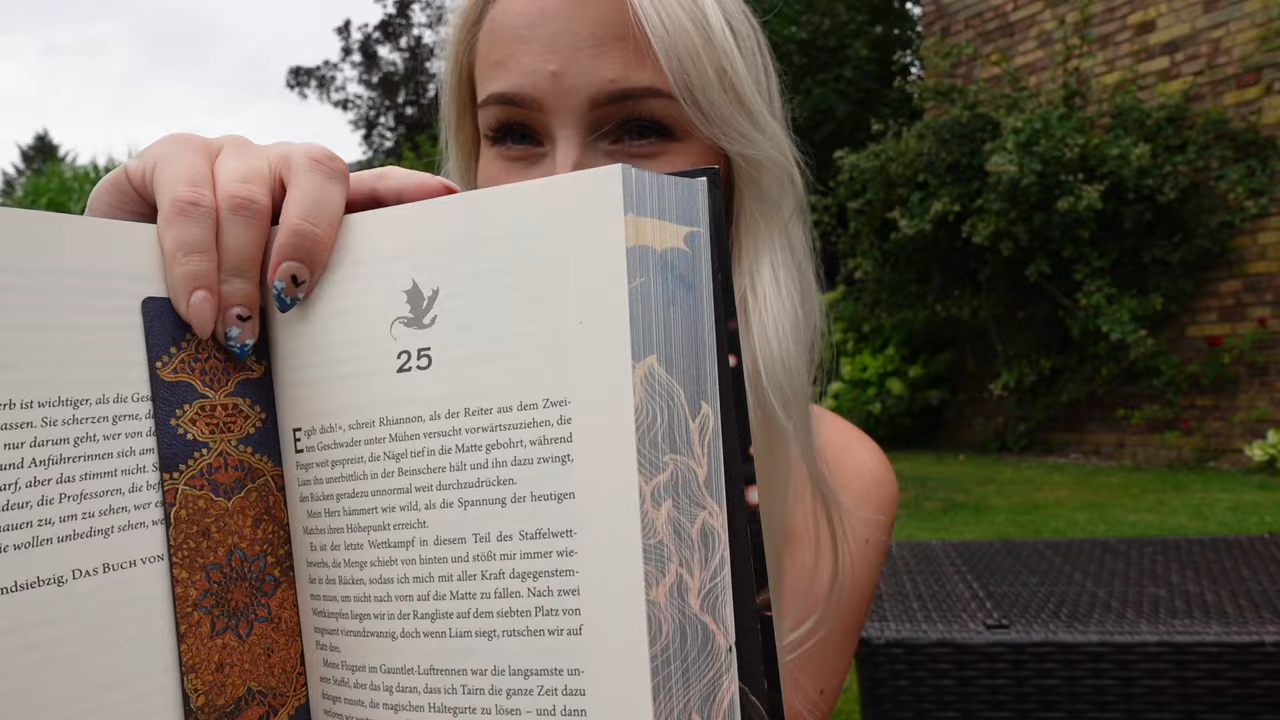 erb ist wichtiger, als die Gesc
assen. Sie scherzen gerne, da
nur darum geht, wer von de
und Anführerinnen sich am
arf, aber das stimmt nicht. S
ndeur, die Professoren, die bef
hauen zu, um zu sehen, wer es
ie wollen unbedingt sehen, we
ndsiebzig, DAS BUCH VON
25
Ergib dich!«, schreit Rhiannon, als der Reiter aus dem Zwei-
ten Geschwader unter Mühen versucht vorwärtszuziehen, die
Finger weit gespreizt, die Nägel tief in die Matte gebohrt, während
Liam ihn unerbittlich in der Beinschere hält und ihn dazu zwingt,
den Rücken geradezu unnormal weit durchzudrücken.
Mein Herz hämmert wie wild, als die Spannung der heutigen
Matches ihren Höhepunkt erreicht.
Es ist der letzte Wettkampf in diesem Teil des Staffelwett-
bewerbs, die Menge schiebt von hinten und stößt mir immer wie-
der in den Rücken, sodass ich mich mit aller Kraft dagegenstem-
men muss, um nicht nach vorn auf die Matte zu fallen. Nach zwei
Wettkämpfen liegen wir in der Rangliste auf dem siebten Platz von
insgesamt vierundzwanzig, doch wenn Liam siegt, rutschen wir auf
Platz drei.
Meine Flugzeit im Gauntlet-Luftrennen war die langsamste un-
serer Staffel, aber das lag daran, dass ich Tairn die ganze Zeit dazu
dringen musste, die magischen Haltegurte zu lösen – und dann
verloren wir